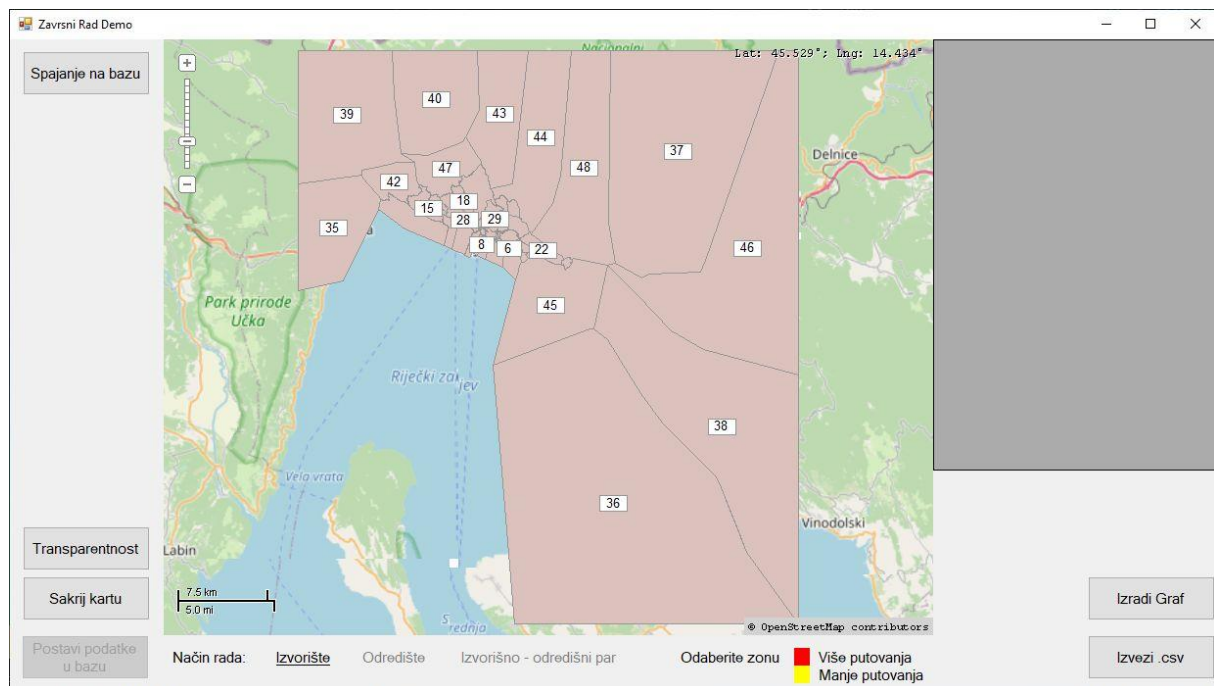 Zavrsni Rad Demo
Spajanje na bazu
Nacionalni
Lat: 45.529°; Lng: 14.434°
39
40
43
44
48
37
Delnice
47
42
18
15
28
29
35
a
8
6
22
46
45
Park prirode
Učka
Riječki zaljev
38
Vela vrata
36
Vinodolski
Transparentnost
Labin
Sakrij kartu
7.5 km
5.0 mi
Srednja
© OpenStreetMap contributors
Izradi Graf
Postavi podatke
u bazu
Način rada: Izvorište Odredište Izvorišno - odredišni par Odaberite zonu Više putovanja
Manje putovanja
Izvezi .csv